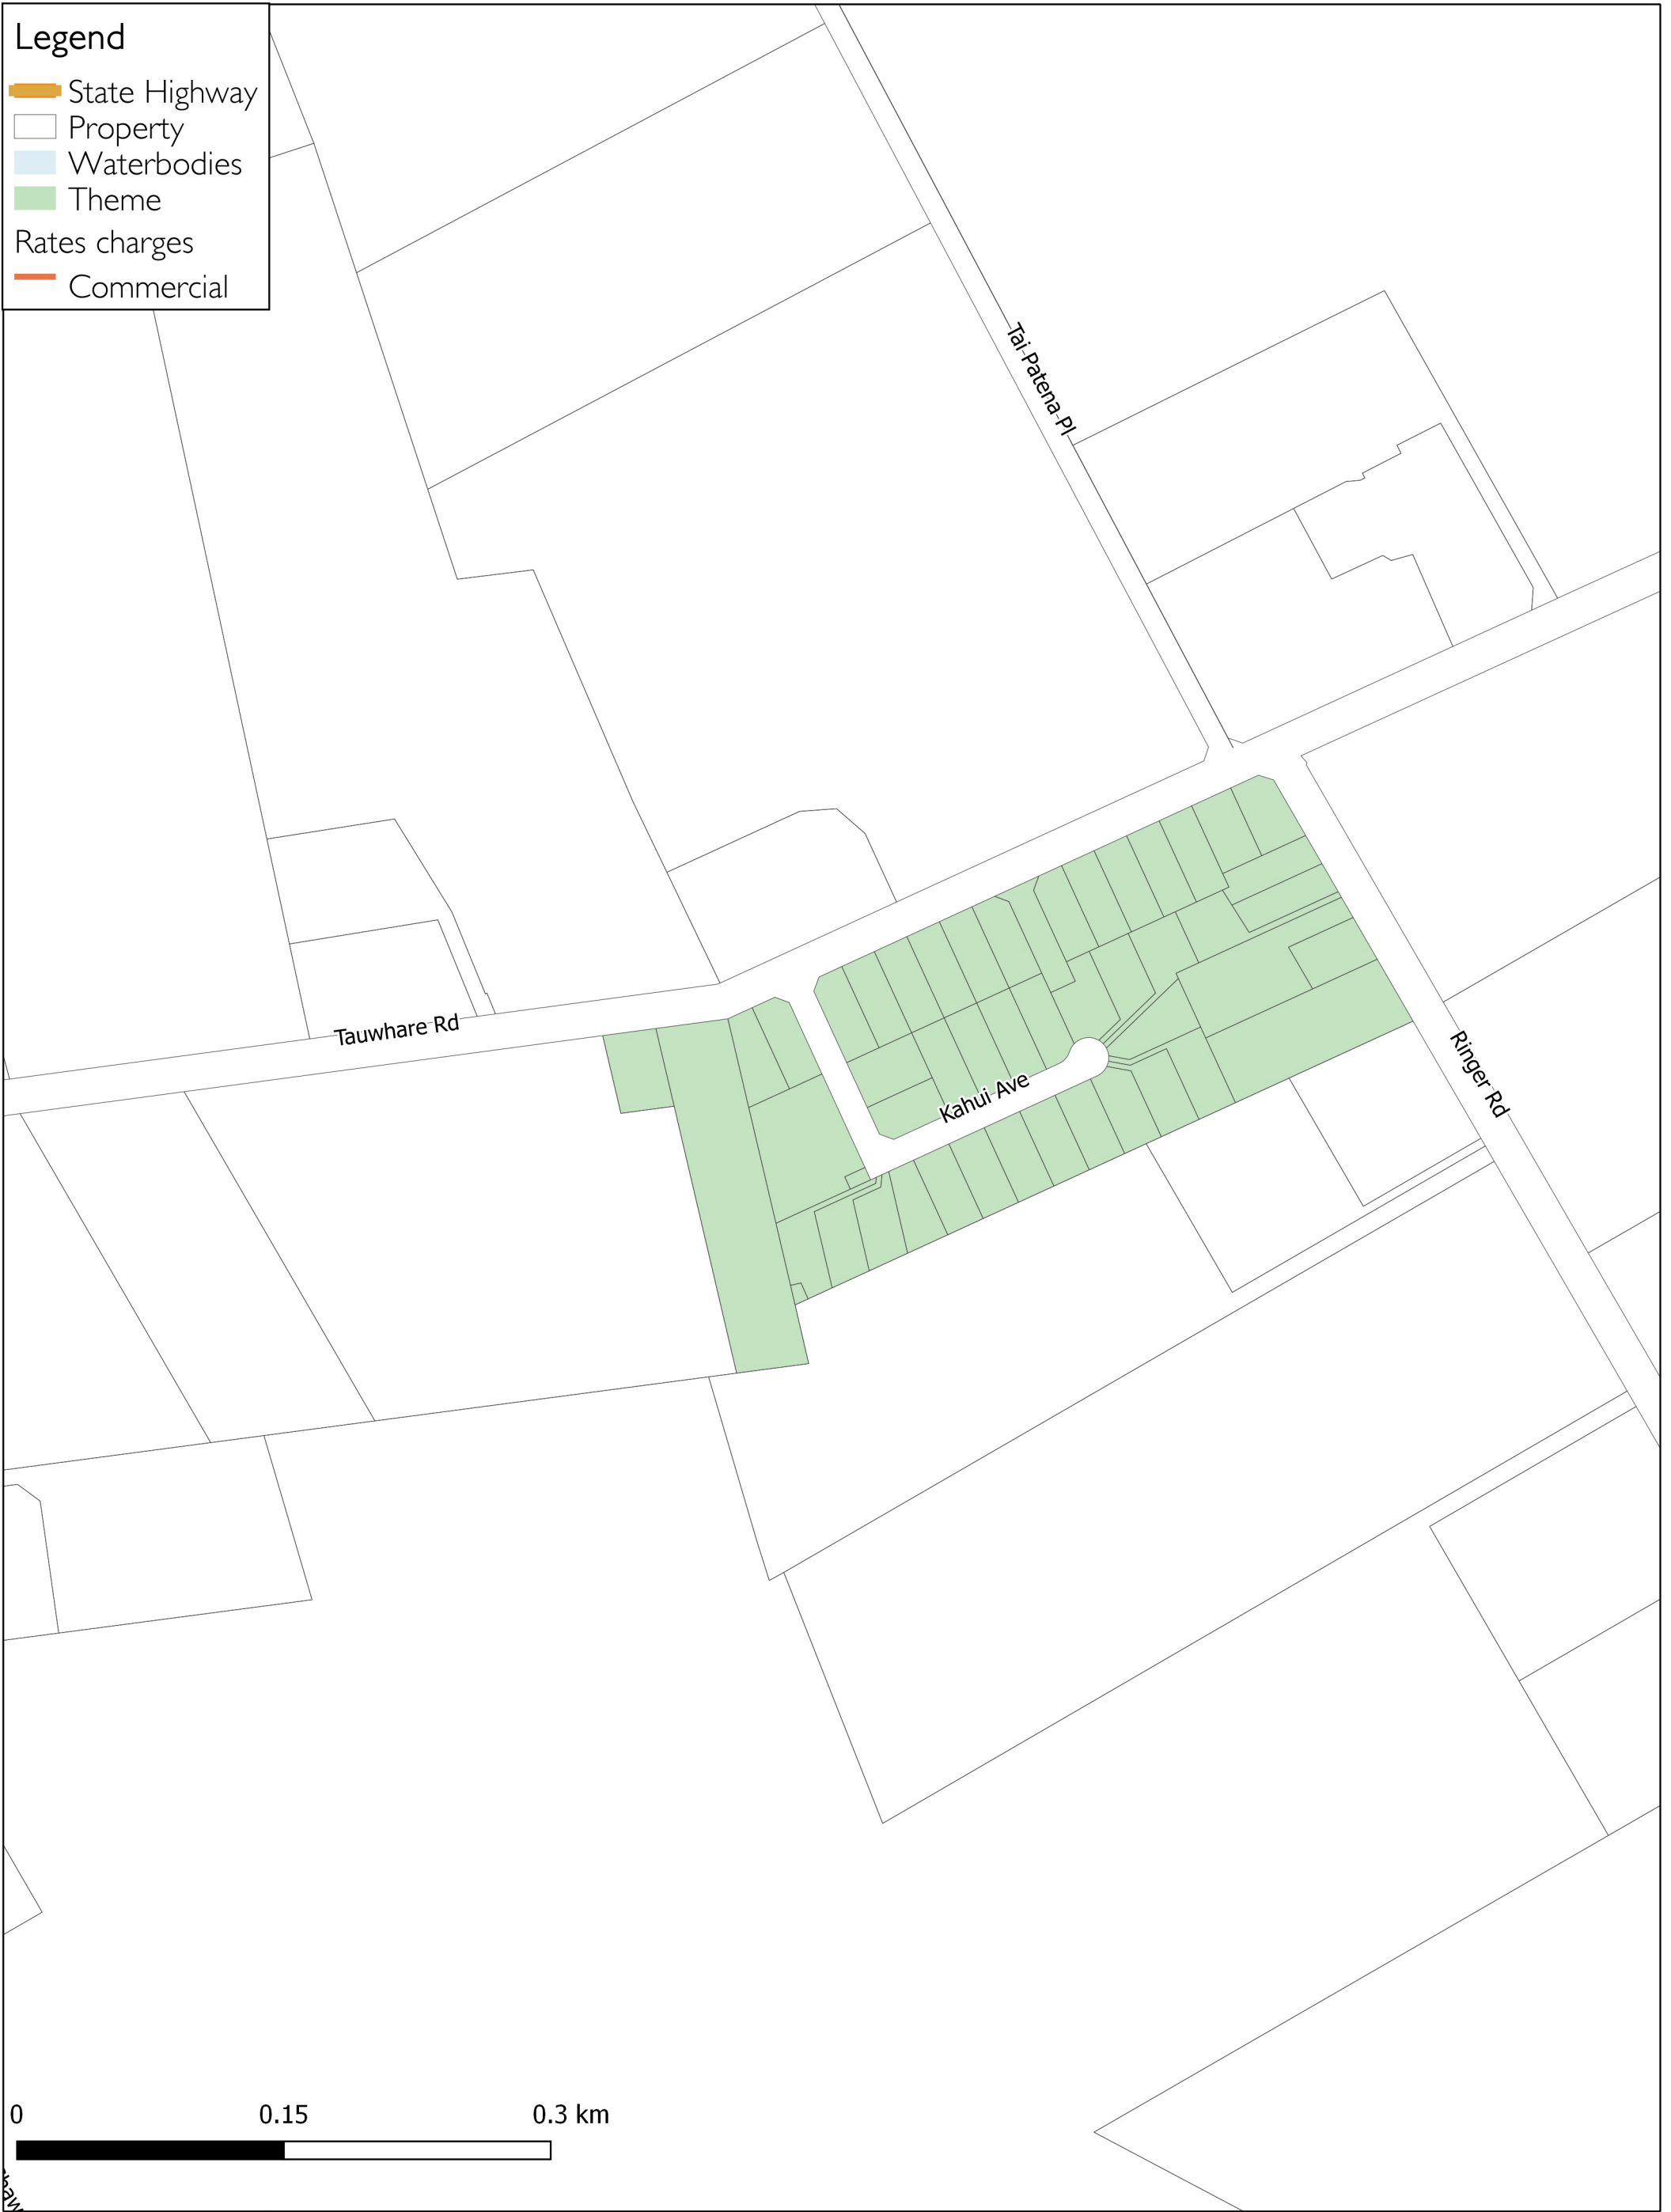 Legend
State Highway
Property
Waterbodies
Theme
Rates charges
Commercial
Tai Patena Pl
Tauwhare Rd
Kahui Ave
Ringer Rd
0 0.15 0.3 km